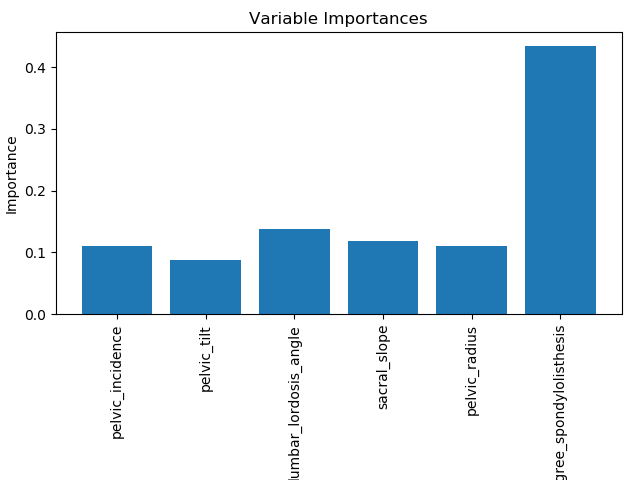 Variable Importances
Importance
0.4
0.3
0.2
0.1
0.0
pelvic_incidence
pelvic_tilt
lumbar_lordosis_angle
sacral_slope
pelvic_radius
gree_spondylolisthesis